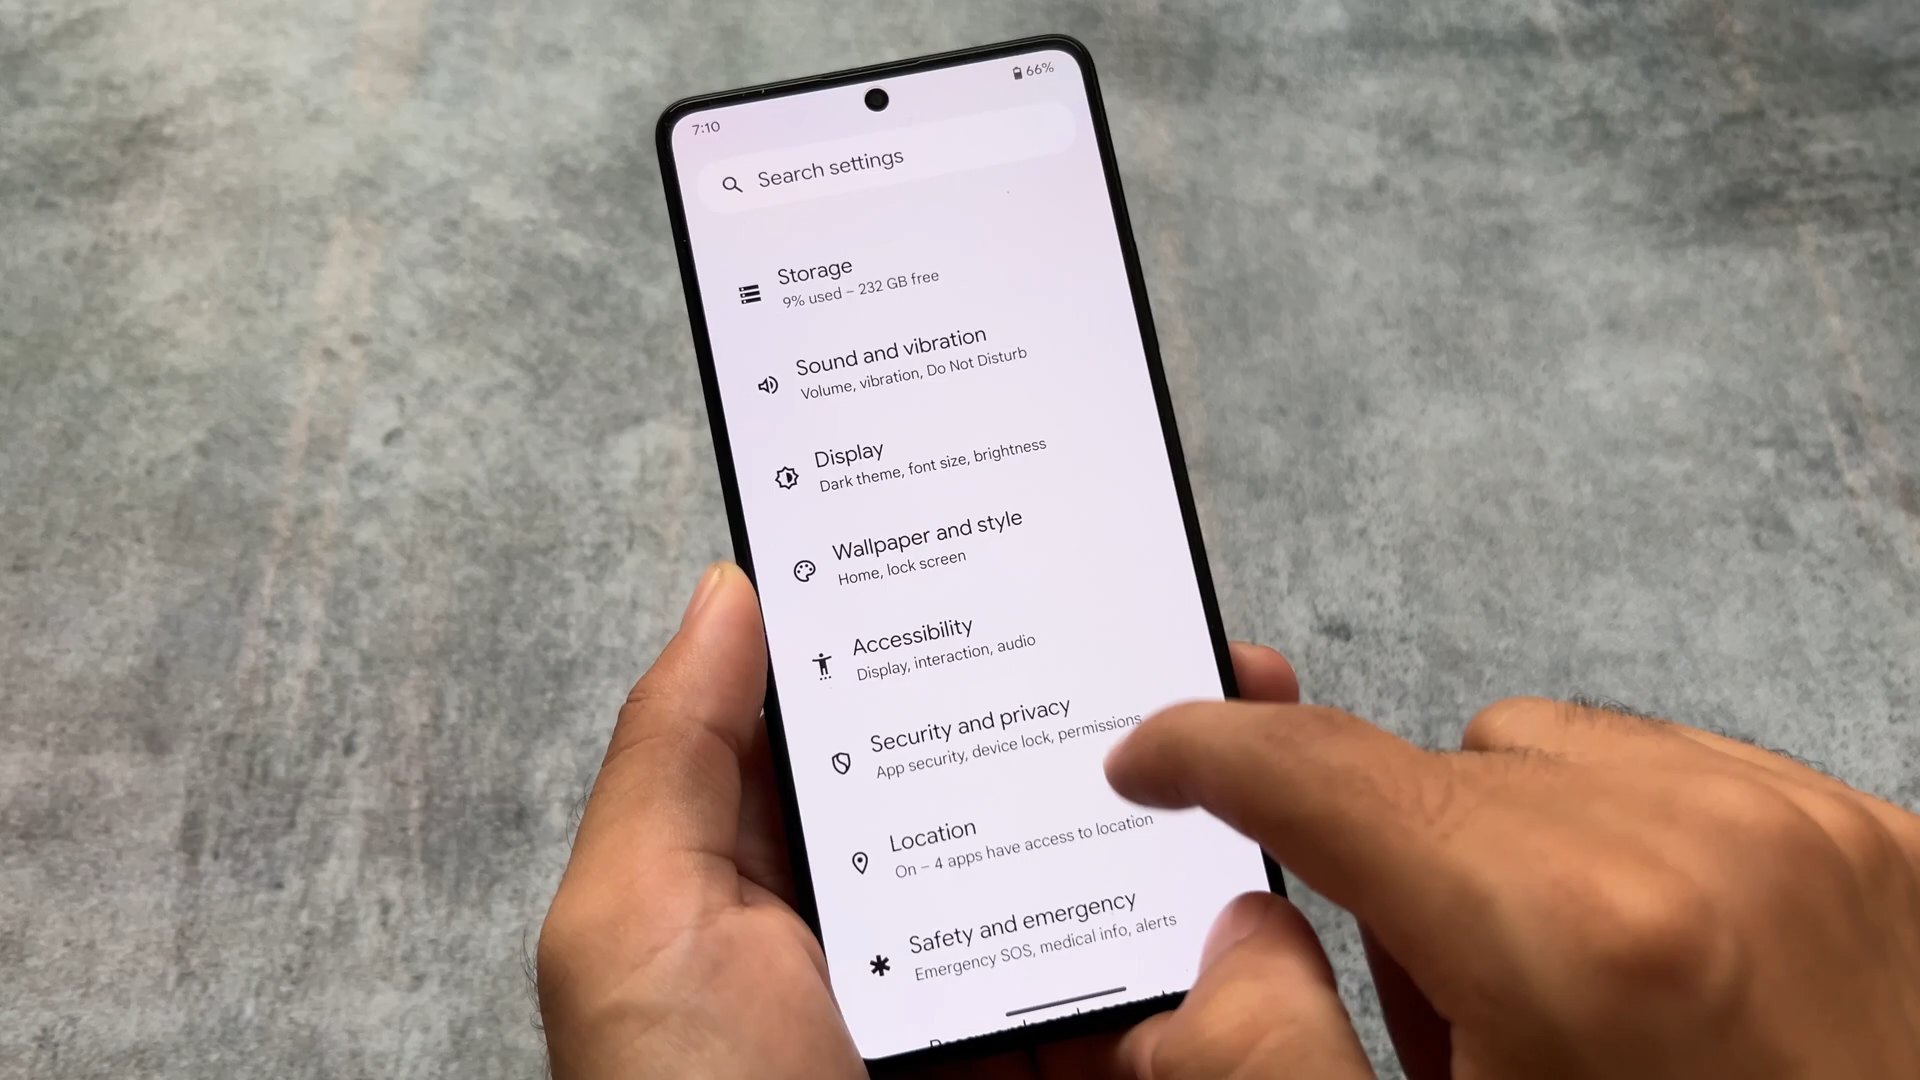 7:10
66%
Search settings
Storage
9% used – 232 GB free
Sound and vibration
Volume, vibration, Do Not Disturb
Display
Dark theme, font size, brightness
Wallpaper and style
Home, lock screen
Accessibility
Display, interaction, audio
Security and privacy
App security, device lock, permissions
Location
On – 4 apps have access to location
Safety and emergency
Emergency SOS, medical info, alerts